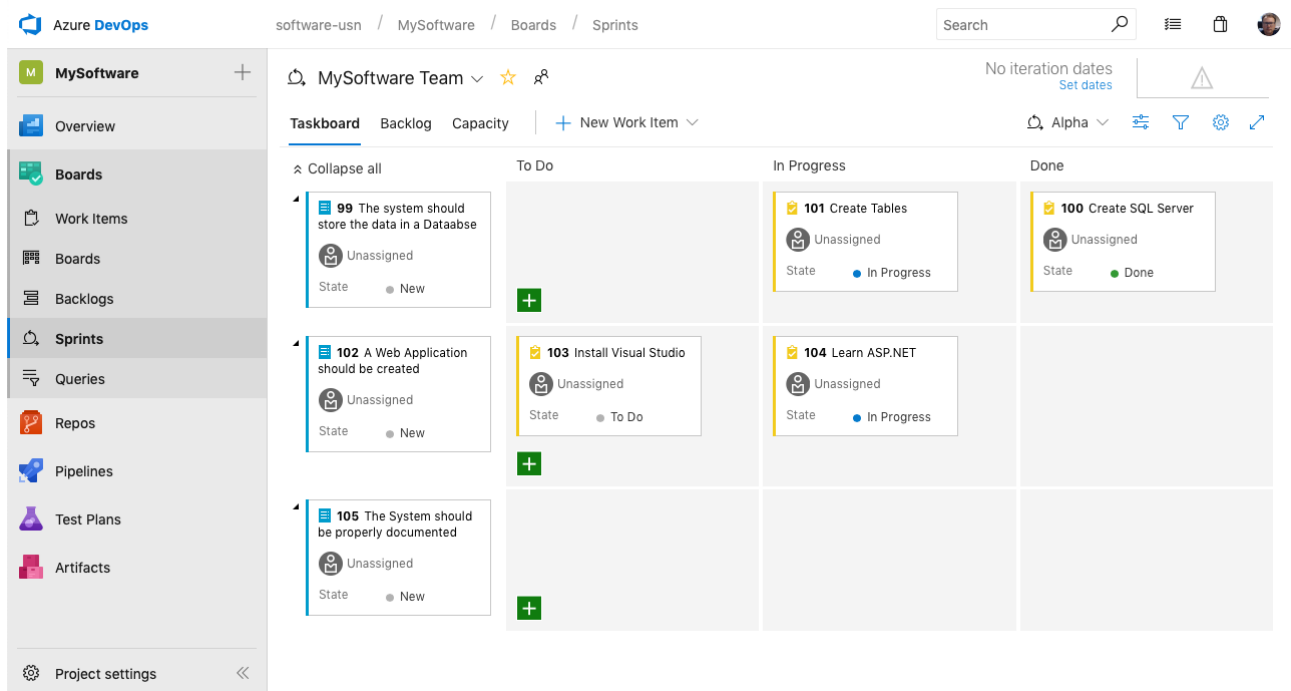 Azure DevOps
software-usn / MySoftware / Boards / Sprints
Search
M MySoftware
Overview
Boards
Work Items
Boards
Backlogs
Sprints
Queries
Repos
Pipelines
Test Plans
Artifacts
Project settings
MySoftware Team
No iteration dates
Set dates
Taskboard Backlog Capacity
New Work Item
Alpha
Collapse all
To Do
In Progress
Done
99 The system should
store the data in a Dataabse
Unassigned
State New
101 Create Tables
Unassigned
State In Progress
100 Create SQL Server
Unassigned
State Done
102 A Web Application
should be created
Unassigned
State New
103 Install Visual Studio
Unassigned
State To Do
104 Learn ASP.NET
Unassigned
State In Progress
105 The System should
be properly documented
Unassigned
State New